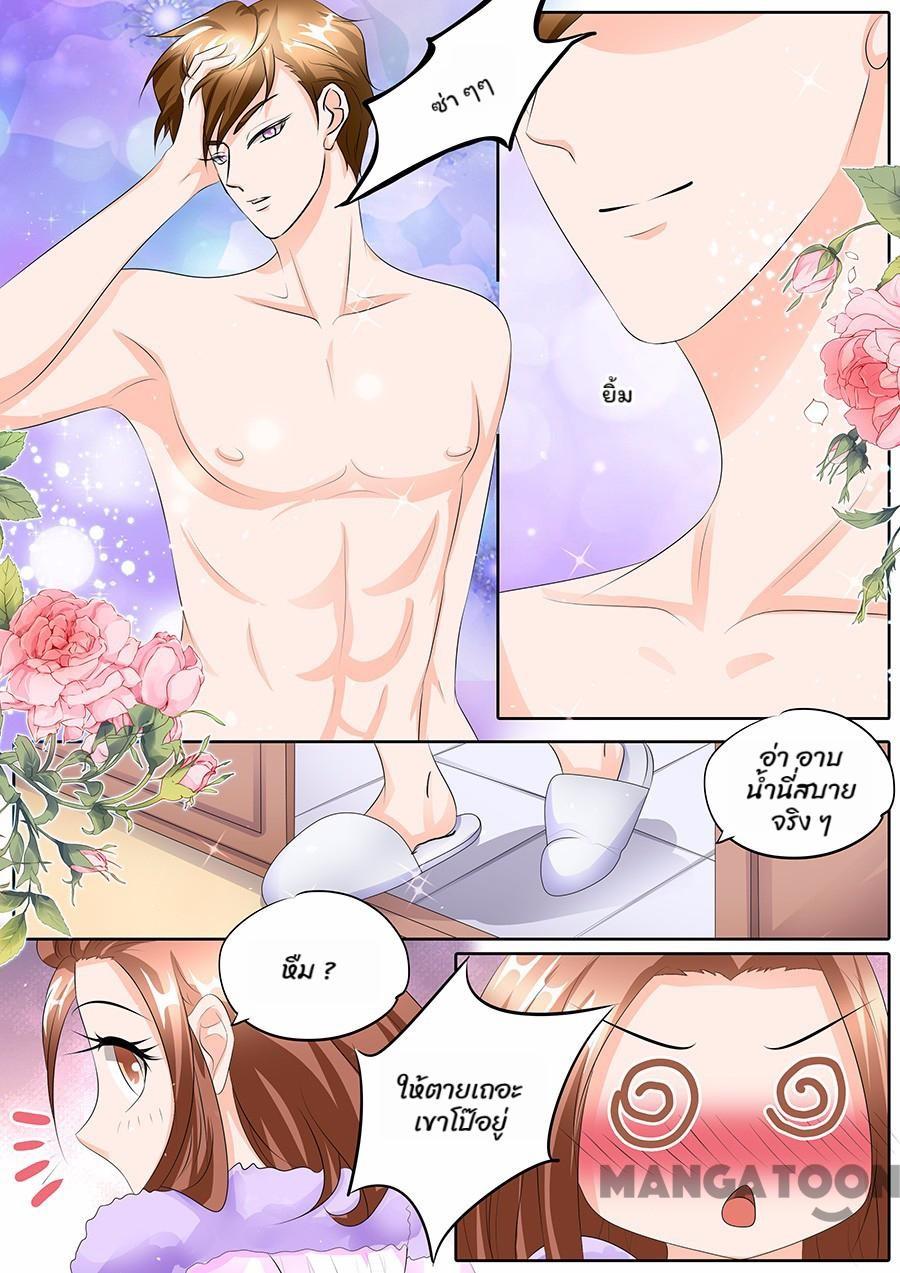 ซ่า ๆๆ
ยิ้ม
อ่า อาบ
น้ำนี่สบาย
จริง ๆ
หืม ?
ให้ตายเถอะ
เขาโป๊อยู่
MANGATOON